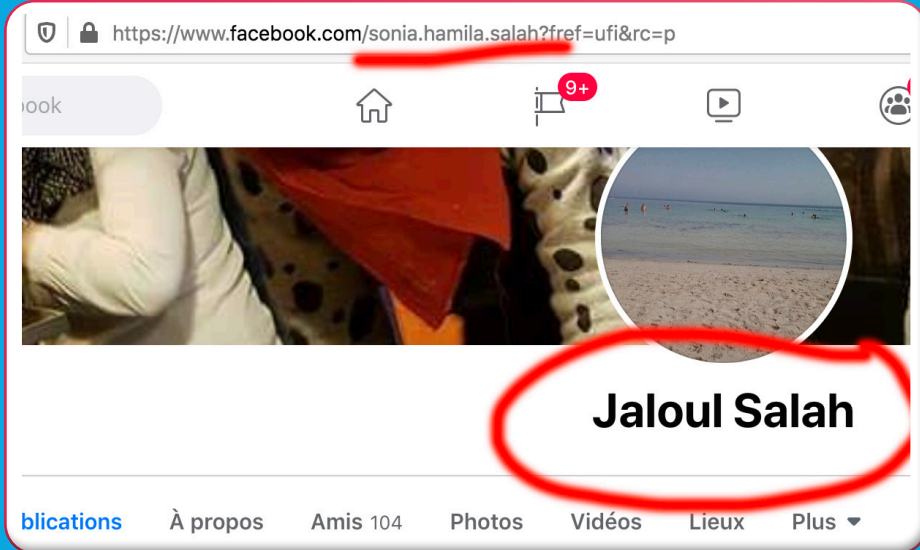 https://www.facebook.com/sonia.hamila.salah?fref=ufi&rc=p
ook
9+
Jaloul Salah
blications À propos Amis 104 Photos Vidéos Lieux Plus